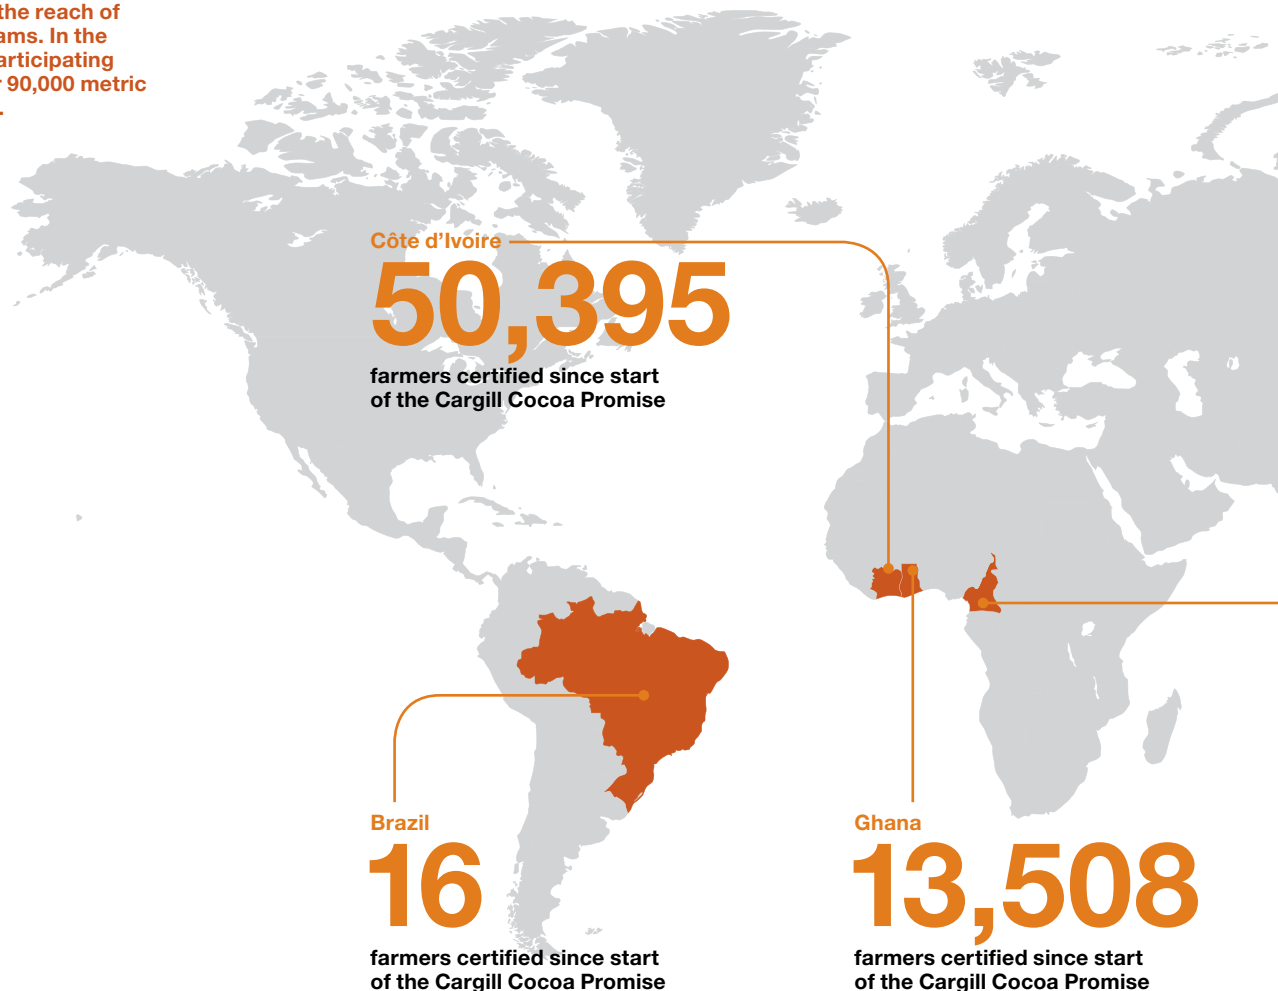 the reach of
ams. In the
articipating
90,000 metric
Côte d'Ivoire
50,395
farmers certified since start
of the Cargill Cocoa Promise
Brazil
16
farmers certified since start
of the Cargill Cocoa Promise
Ghana
13,508
farmers certified since start
of the Cargill Cocoa Promise